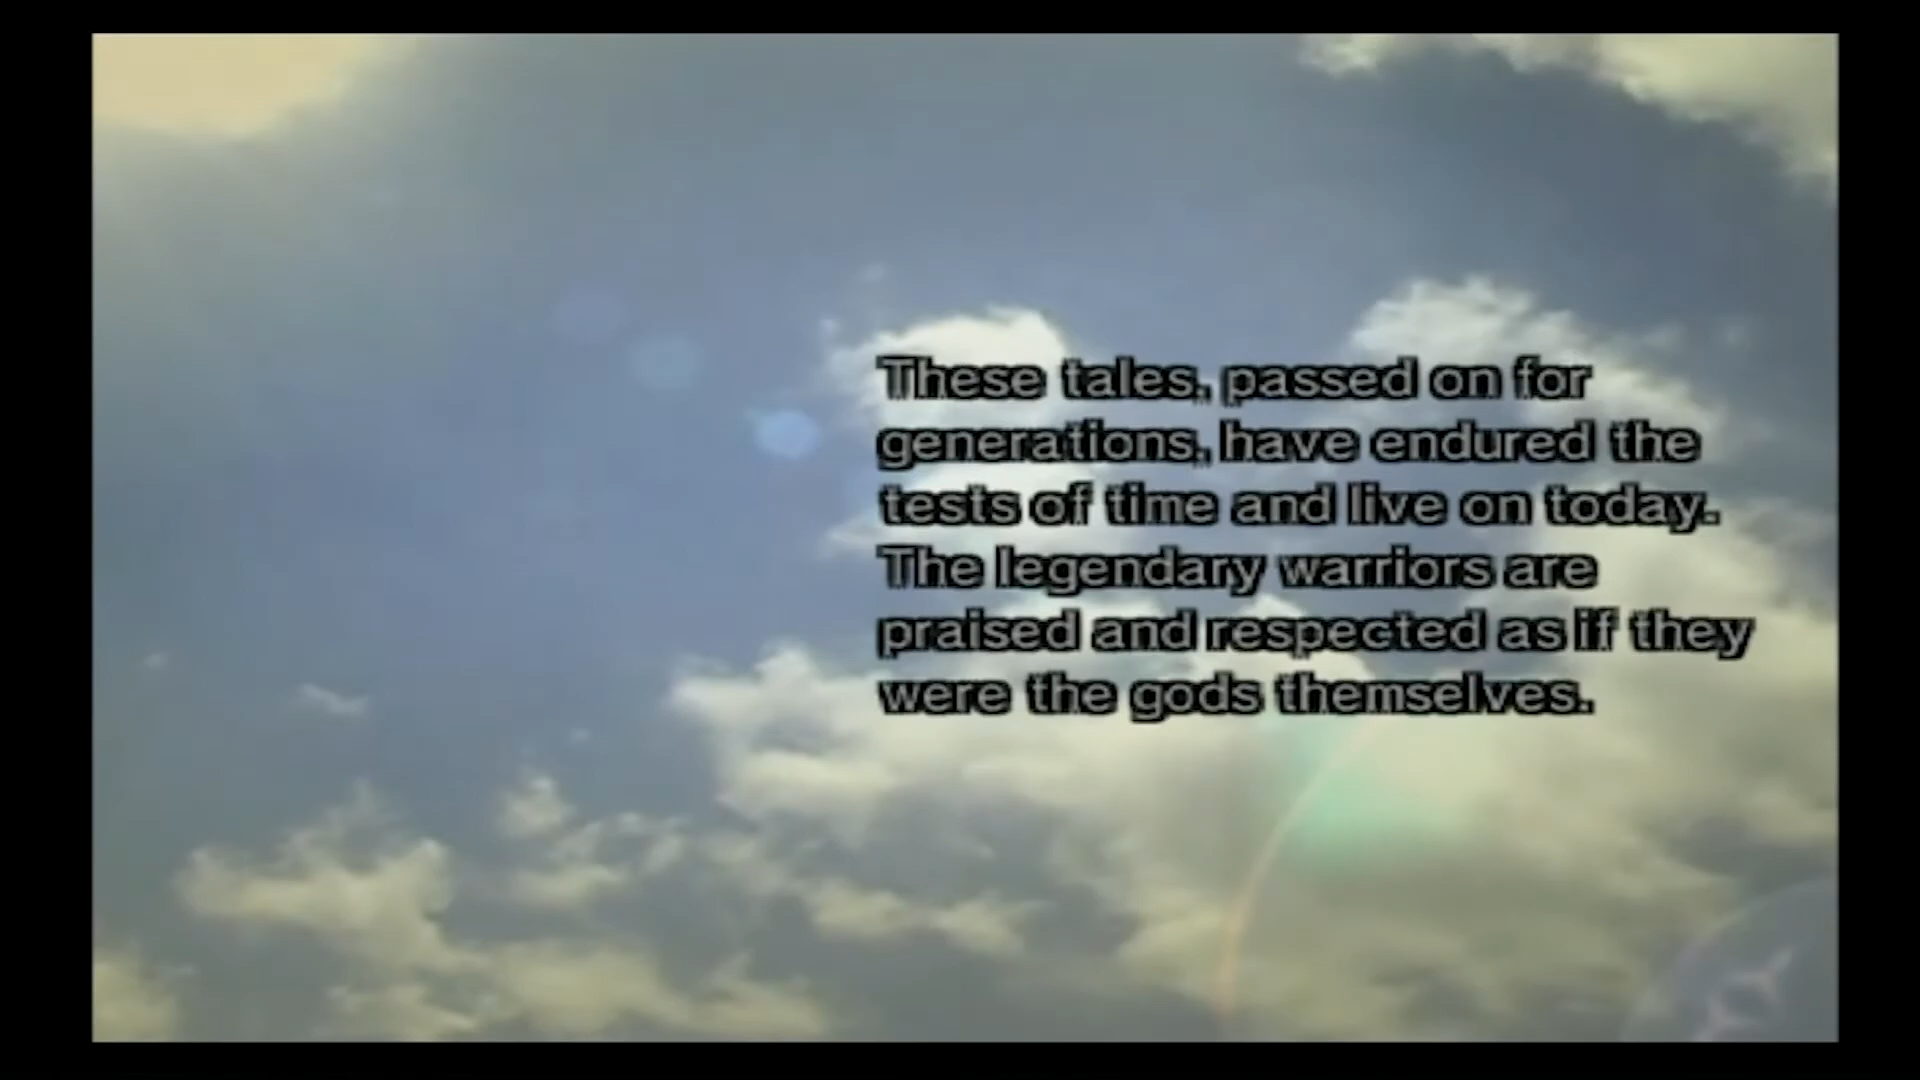 These tales, passed on for
generations, have endured the
tests of time and live on today.
The legendary warriors are
praised and respected as if they
were the gods themselves.